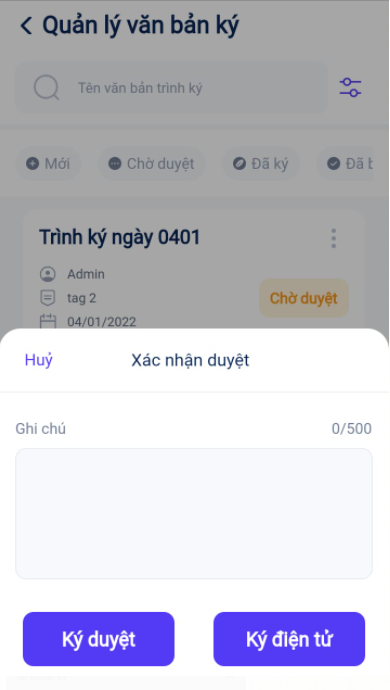 Quản lý văn bản ký
Tên văn bản trình ký
Mới Chờ duyệt Đã ký Đã
Trình ký ngày 0401
Admin
tag 2
Chờ duyệt
04/01/2022
Huỷ Xác nhận duyệt
Ghi chú 0/500
Ký duyệt Ký điện tử